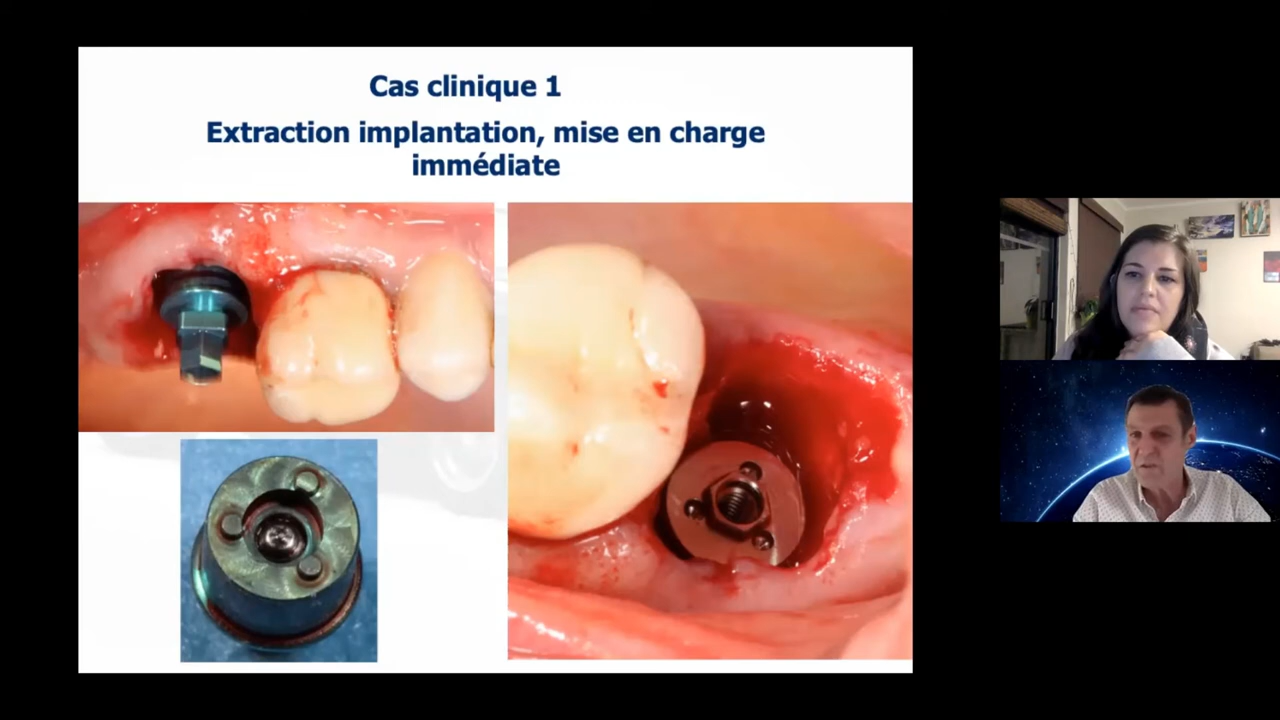 Cas clinique 1
Extraction implantation, mise en charge
immédiate